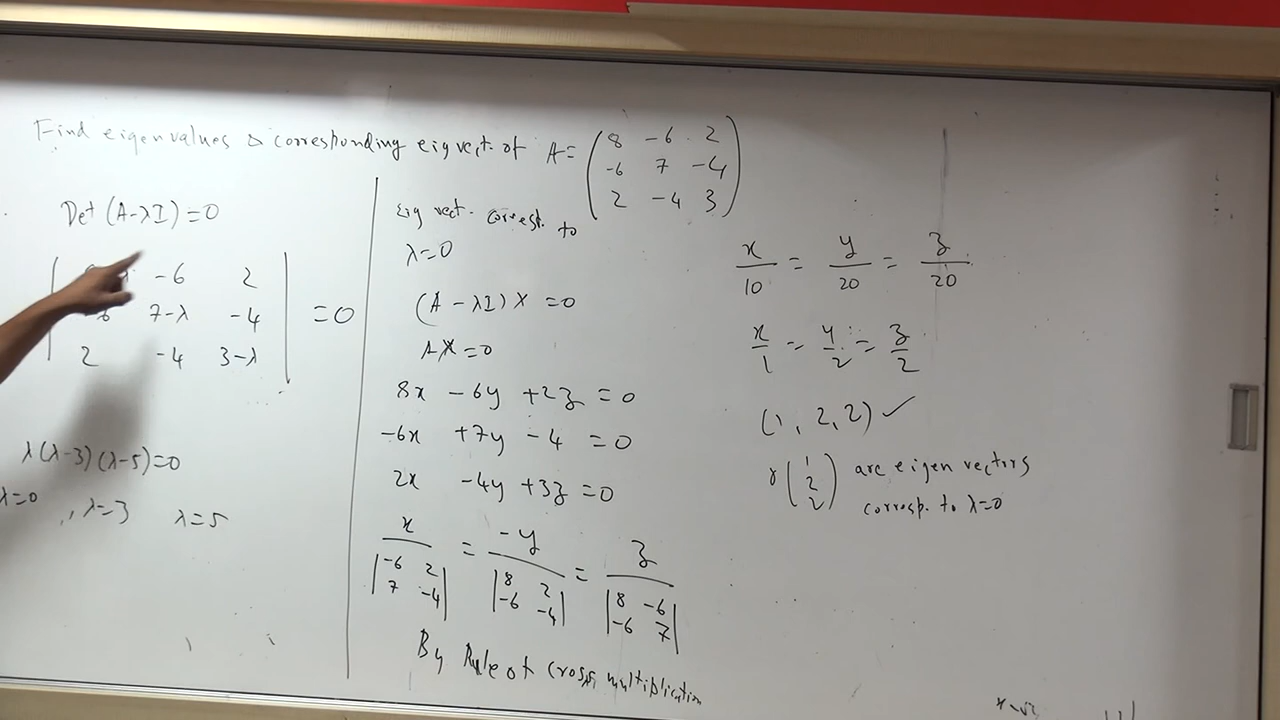 Find eigenvalues & corresponding eigvect. of A = ( 8 -6 2
-6 7 -4
2 -4 3 )
Det (A-λI) = 0
-λ -6 2
-6 7-λ -4 = 0
2 -4 3-λ
λ(λ-3)(λ-5)=0
λ=0, λ=3 λ=5
Eig vect. corresp. to
λ=0
(A - λI) X = 0
AX = 0
8x - 6y + 2z = 0
-6x + 7y - 4 = 0
2x - 4y + 3z = 0
x / |-6 2; 7 -4| = -y / |8 2; -6 -4| = z / |8 -6; -6 7|
By Rule of cross multiplication
x/10 = y/20 = z/20
x/1 = y/2 = z/2
(1, 2, 2) ✓
γ (1 2 2) are eigen vectors
corresp. to λ=0